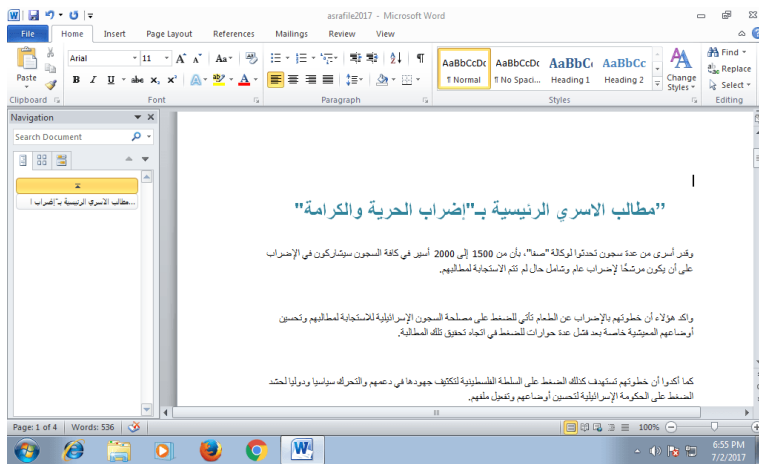 asrafile2017 - Microsoft Word
File Home Insert Page Layout References Mailings Review View
Paste
Arial 11
Clipboard Font Paragraph Styles Editing
AaBbCcDc AaBbCcDc AaBbC AaBbCc
¶ Normal ¶ No Spaci... Heading 1 Heading 2
Change Styles
Find
Replace
Select
Navigation
Search Document
...مطالب الاسري الرئيسية بـ"إضراب ا
”مطالب الاسري الرئيسية بـ"إضراب الحرية والكرامة"
وقدر أسرى من عدة سجون تحدثوا لوكالة "صفا"، بأن من 1500 إلى 2000 أسير في كافة السجون سيشاركون في الإضراب
على أن يكون مرشحًا لإضراب عام وشامل حال لم تتم الاستجابة لمطالبهم.
واكد هؤلاء أن خطوتهم بالإضراب عن الطعام تأتي للضغط على مصلحة السجون الإسرائيلية للاستجابة لمطالبهم وتحسين
أوضاعهم المعيشية خاصة بعد فشل عدة حوارات للضغط في اتجاه تحقيق تلك المطالبة.
كما أكدوا أن خطوتهم تستهدف كذلك الضغط على السلطة الفلسطينية لتكثيف جهودها في دعمهم والتحرك سياسيا ودوليا لحشد
الضغط على الحكومة الإسرائيلية لتحسين أوضاعهم وتفعيل ملفهم.
Page: 1 of 4 Words: 536 100%
6:55 PM
7/2/2017